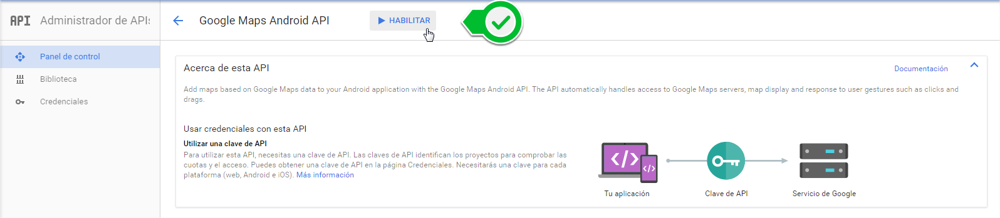 API Administrador de APIs
Google Maps Android API
HABILITAR
Panel de control
Biblioteca
Credenciales
Acerca de esta API
Documentación
Add maps based on Google Maps data to your Android application with the Google Maps Android API. The API automatically handles access to Google Maps servers, map display and response to user gestures such as clicks and
drags.
Usar credenciales con esta API
Utilizar una clave de API
Para utilizar esta API, necesitas una clave de API. Las claves de API identifican los proyectos para comprobar las
cuotas y el acceso. Puedes obtener una clave de API en la página Credenciales. Necesitarás una clave para cada
plataforma (web, Android e iOS). Más información
Tu aplicación
Clave de API
Servicio de Google